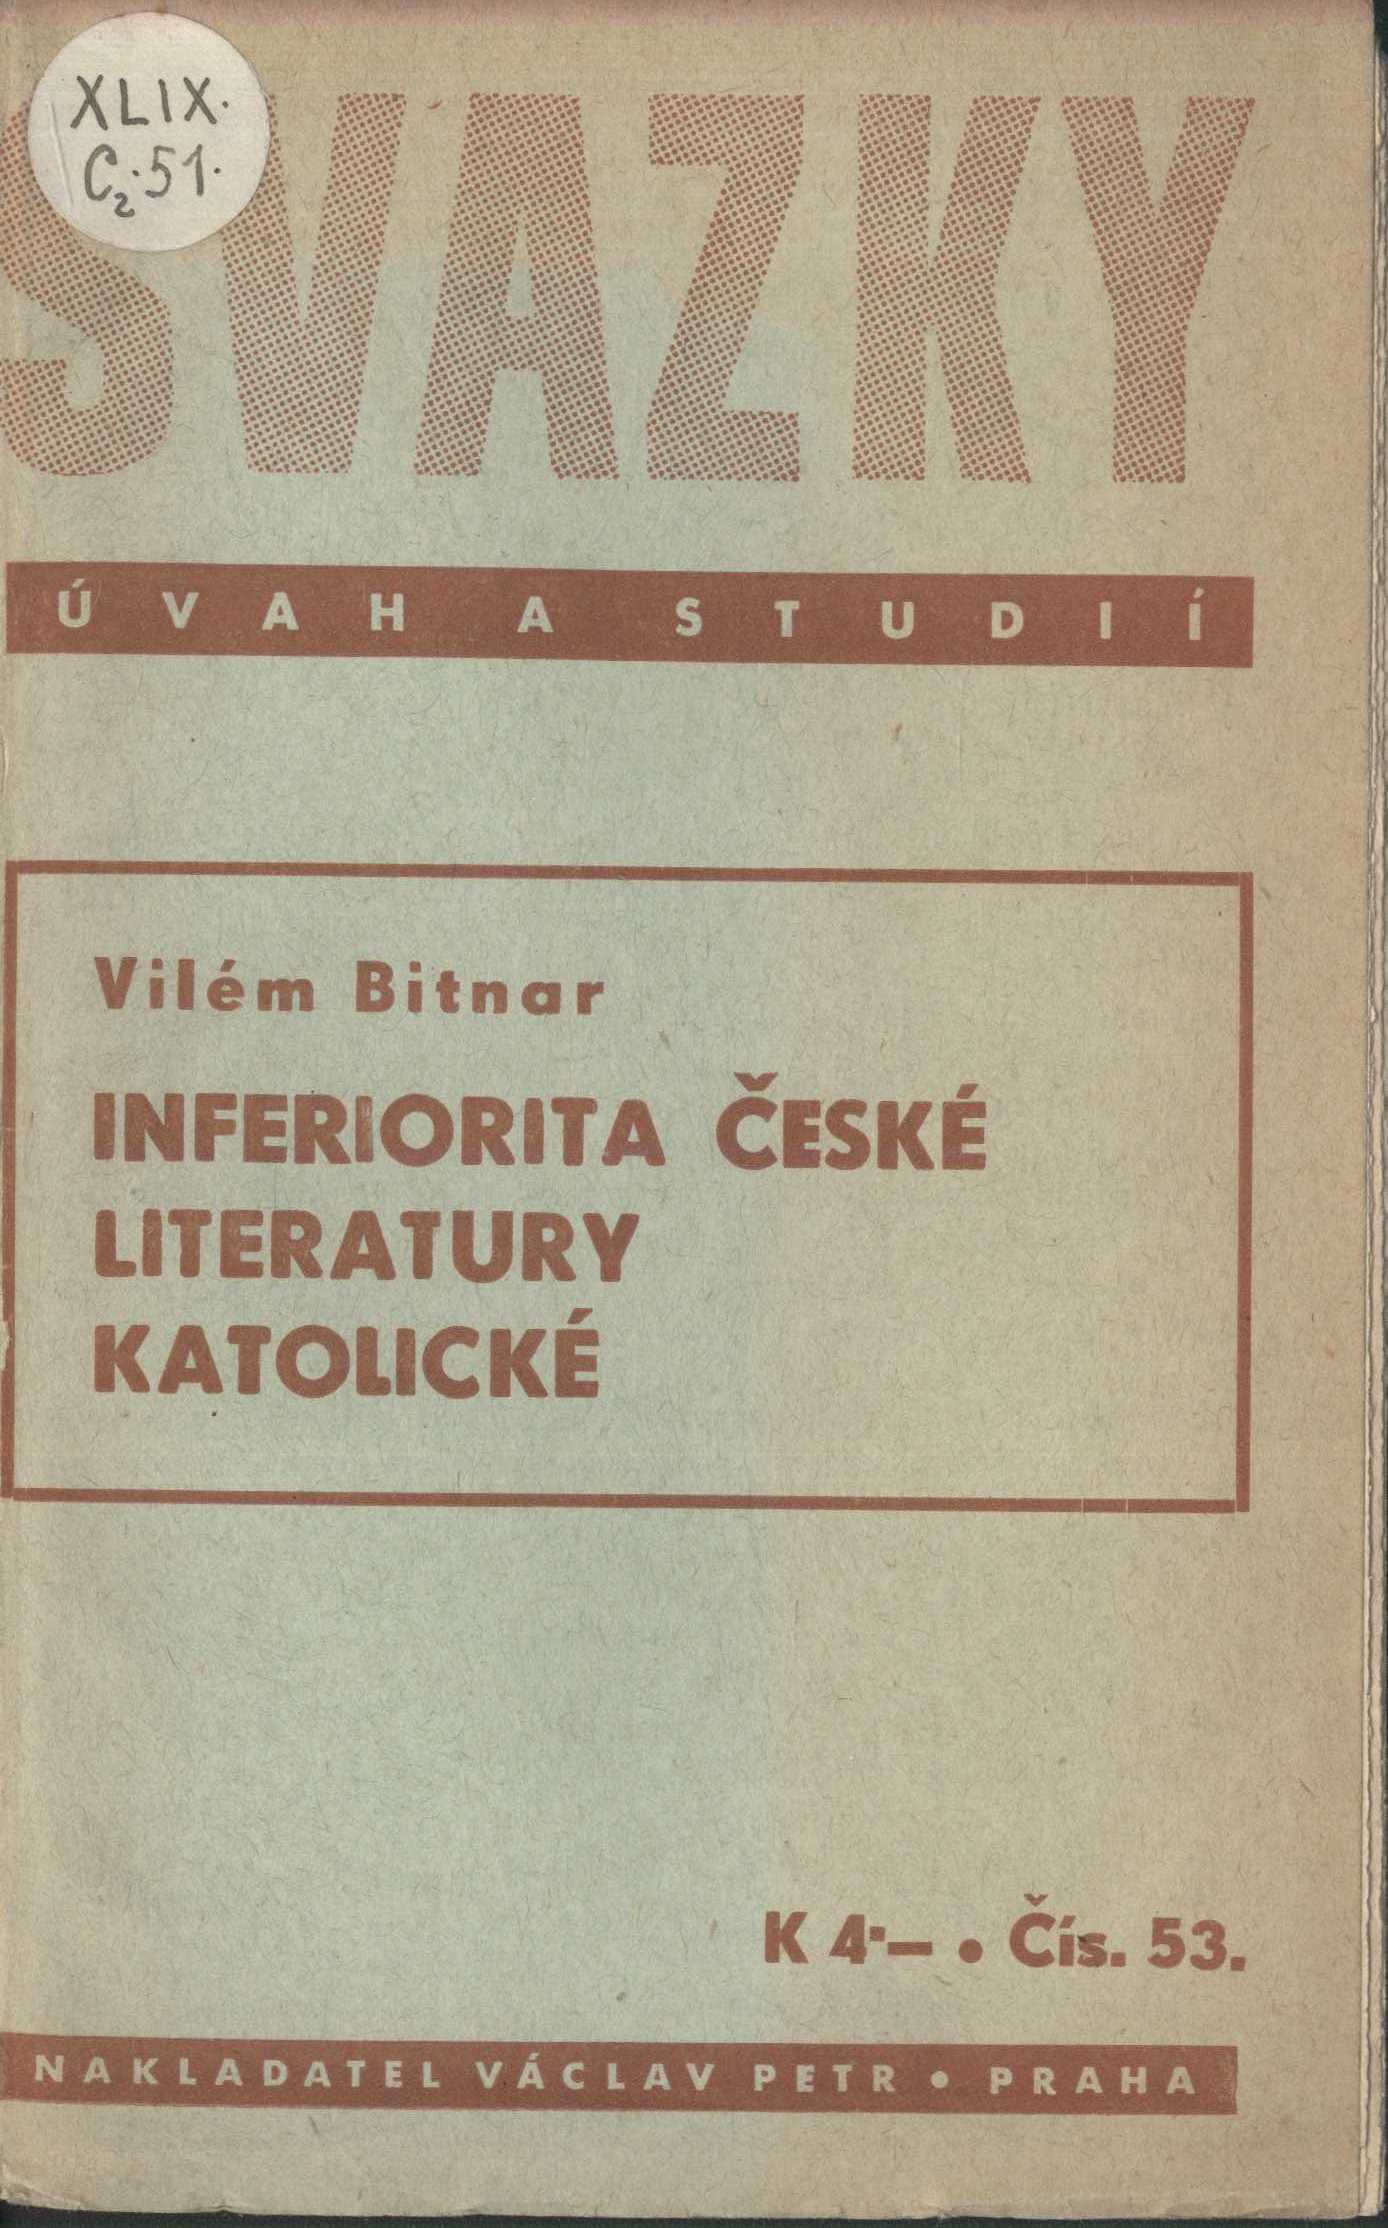 XLIX.
C2.51.
SVAZKY
ÚVAH A STUDIÍ
Vilém Bitnar
INFERIORITA ČESKÉ
LITERATURY
KATOLICKÉ
K 4·— • Čís. 53.
NAKLADATEL VÁCLAV PETR • PRAHA